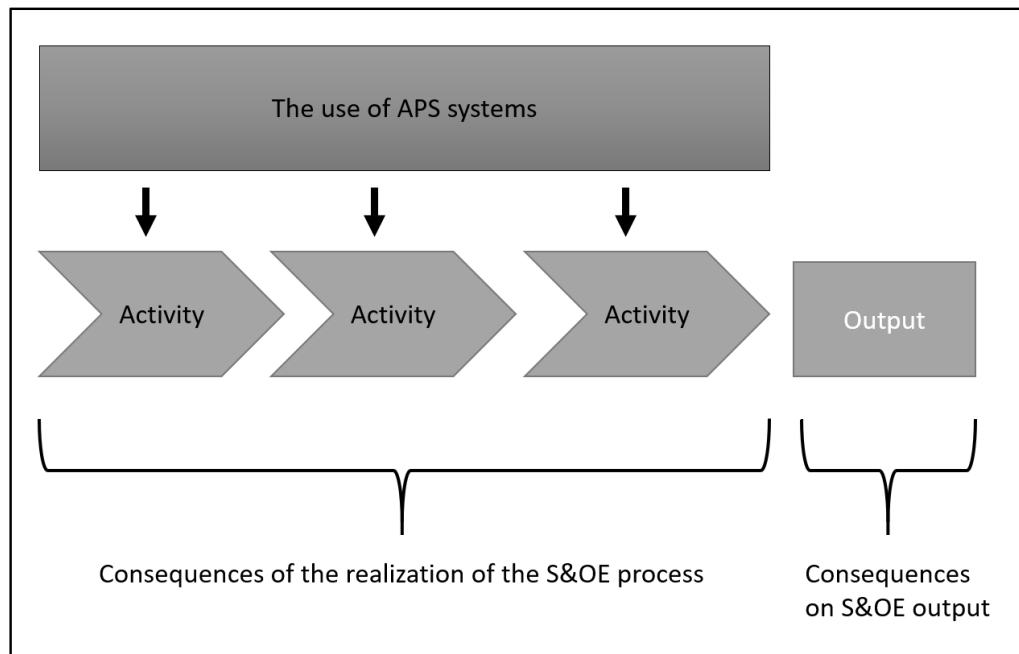 The use of APS systems
Activity
Activity
Activity
Output
Consequences of the realization of the S&OE process
Consequences
on S&OE output